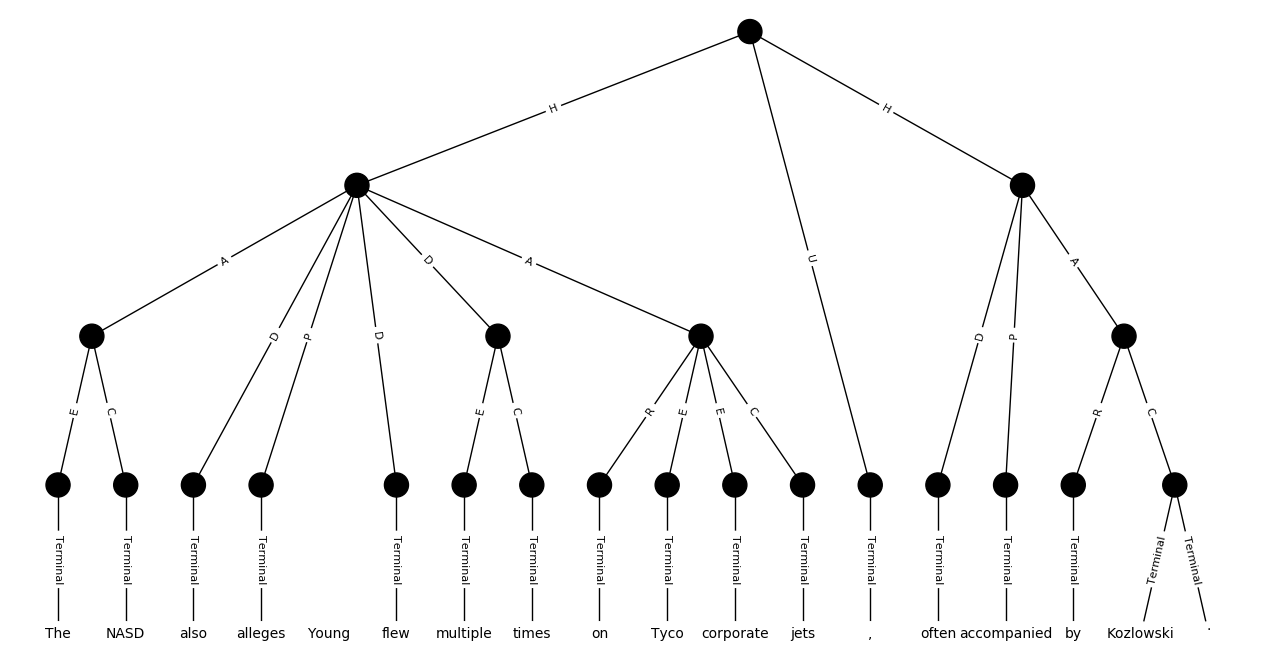 H H
U
A D P D D A D P A
E C E C R E E C R C
Terminal Terminal Terminal Terminal Terminal Terminal Terminal Terminal Terminal Terminal Terminal Terminal Terminal Terminal Terminal Terminal Terminal
The NASD also alleges Young flew multiple times on Tyco corporate jets , often accompanied by Kozlowski .